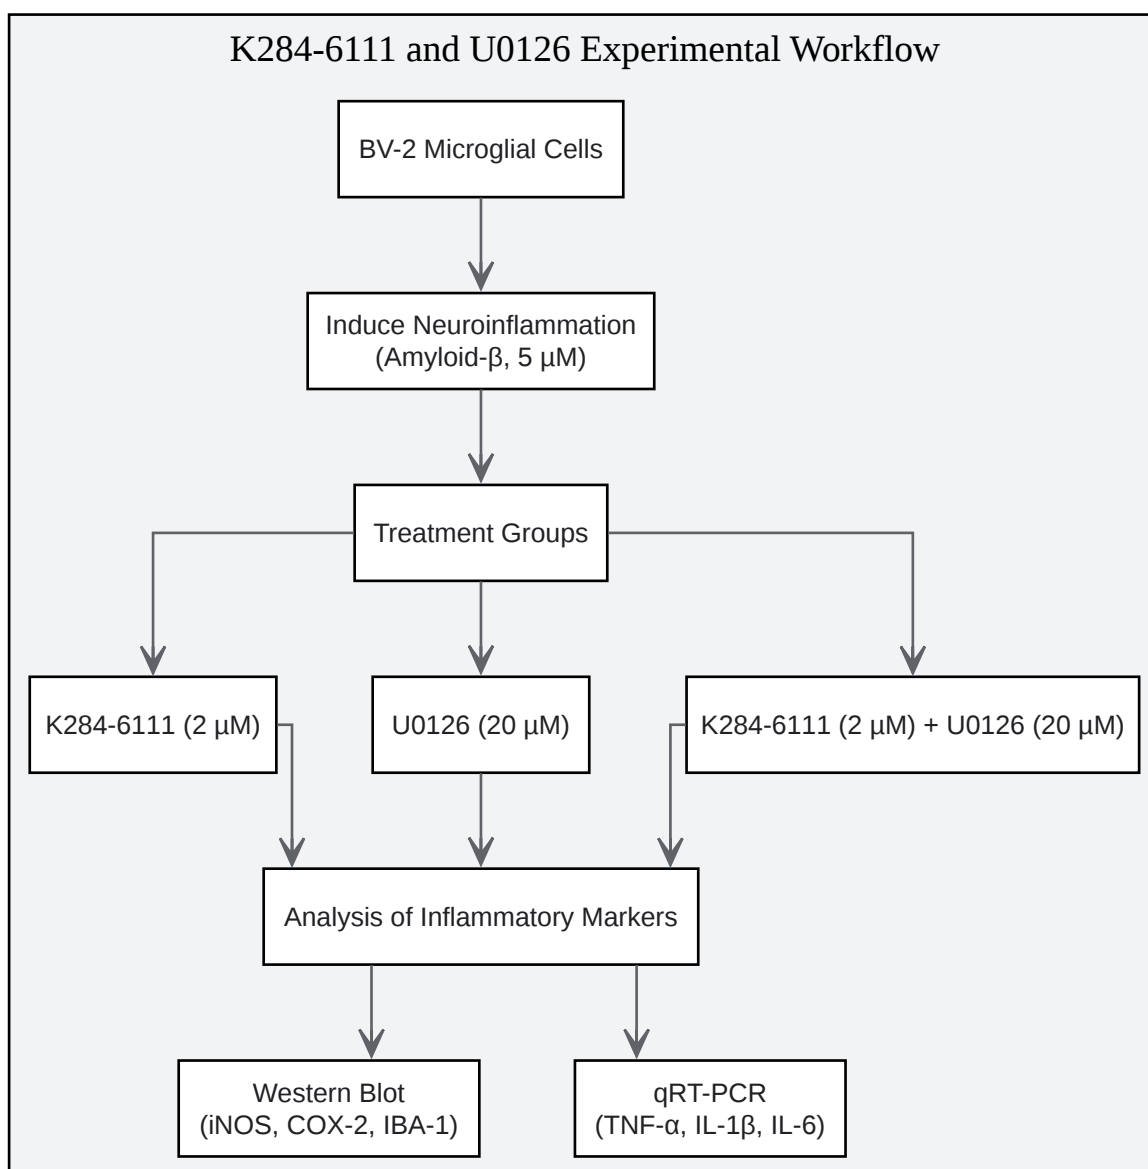 K284-6111 and U0126 Experimental Workflow
BV-2 Microglial Cells
Induce Neuroinflammation
(Amyloid-β, 5 µM)
Treatment Groups
K284-6111 (2 µM)
U0126 (20 µM)
K284-6111 (2 µM) + U0126 (20 µM)
Analysis of Inflammatory Markers
Western Blot
(iNOS, COX-2, IBA-1)
qRT-PCR
(TNF-α, IL-1β, IL-6)